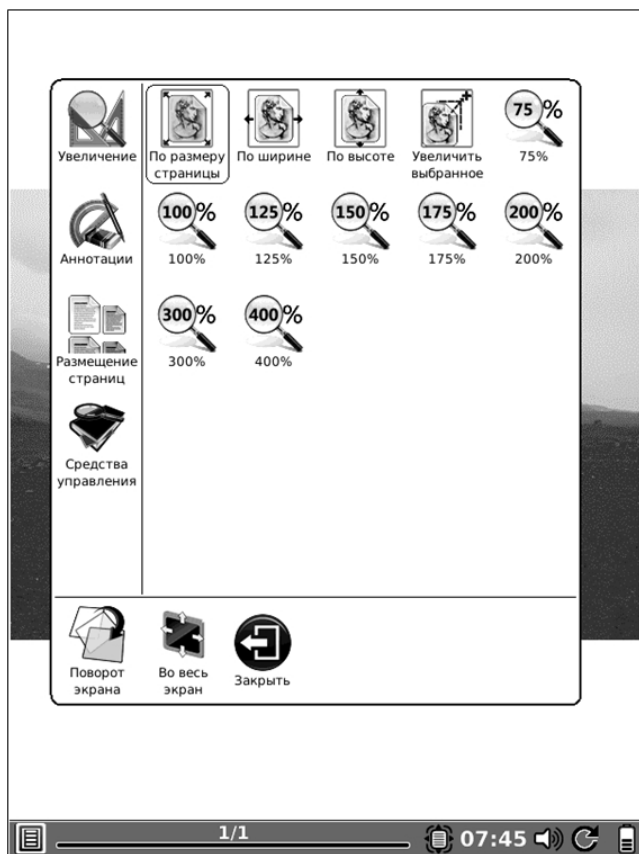 Увеличение
По размеру
страницы
По ширине
По высоте
Увеличить
выбранное
75 %
75%
Аннотации
100 %
100%
125 %
125%
150 %
150%
175 %
175%
200 %
200%
Размещение
страниц
300 %
300%
400 %
400%
Средства
управления
Поворот
экрана
Во весь
экран
Закрыть
1/1
07:45